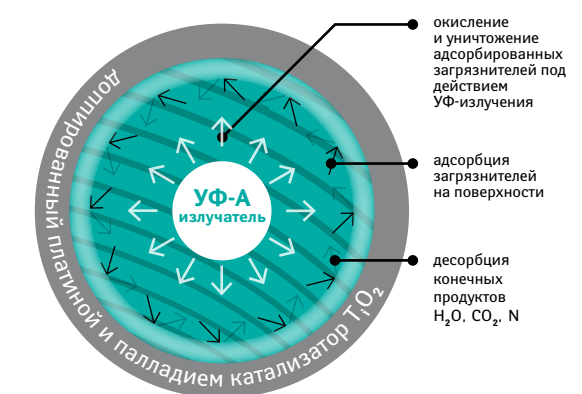 окисление
и уничтожение
адсорбированных
загрязнителей под
действием
УФ-излучения
адсорбция
загрязнителей
на поверхности
десорбция
конечных
продуктов
H₂O, CO₂, N
УФ-А
излучатель
доппированный платиной и палладием катализатор TᵢO₂